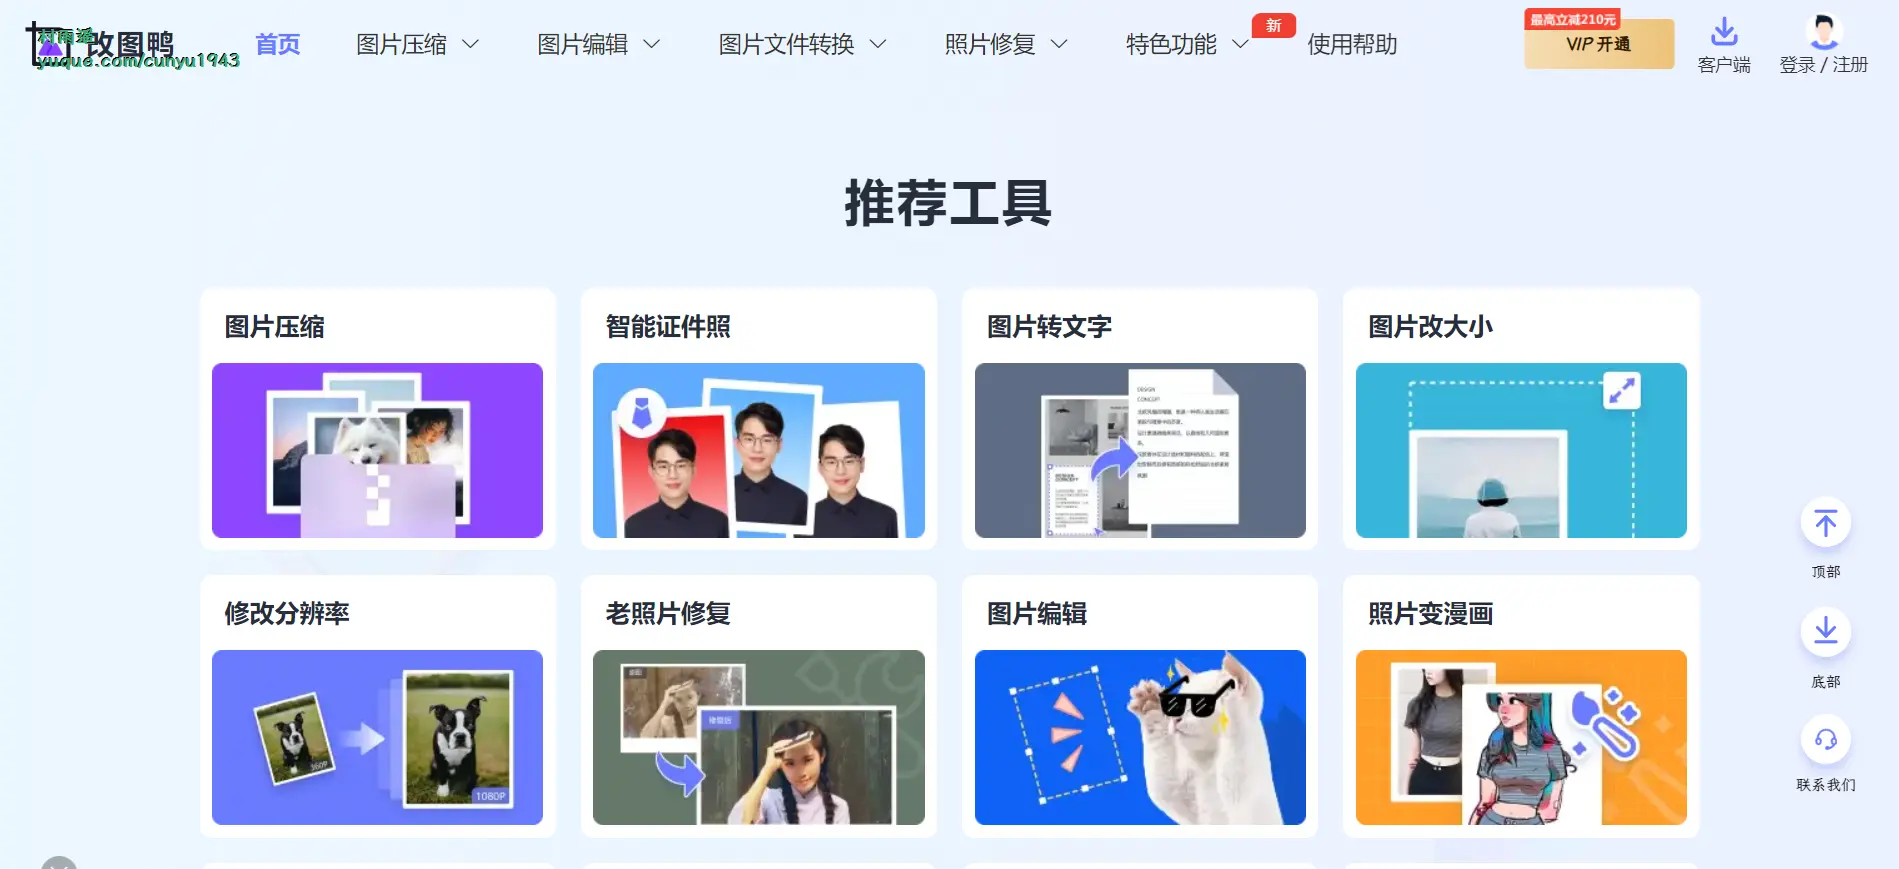 村雨遥
改图鸭
yuque.com/cunyu1943
首页
图片压缩
图片编辑
图片文件转换
照片修复
特色功能
新
使用帮助
最高立减210元
VIP 开通
客户端
登录 / 注册
推荐工具
图片压缩
智能证件照
图片转文字
图片改大小
DESIGN
CONCEPT
修改分辨率
老照片修复
图片编辑
照片变漫画
360P
1080P
修复后
顶部
底部
联系我们